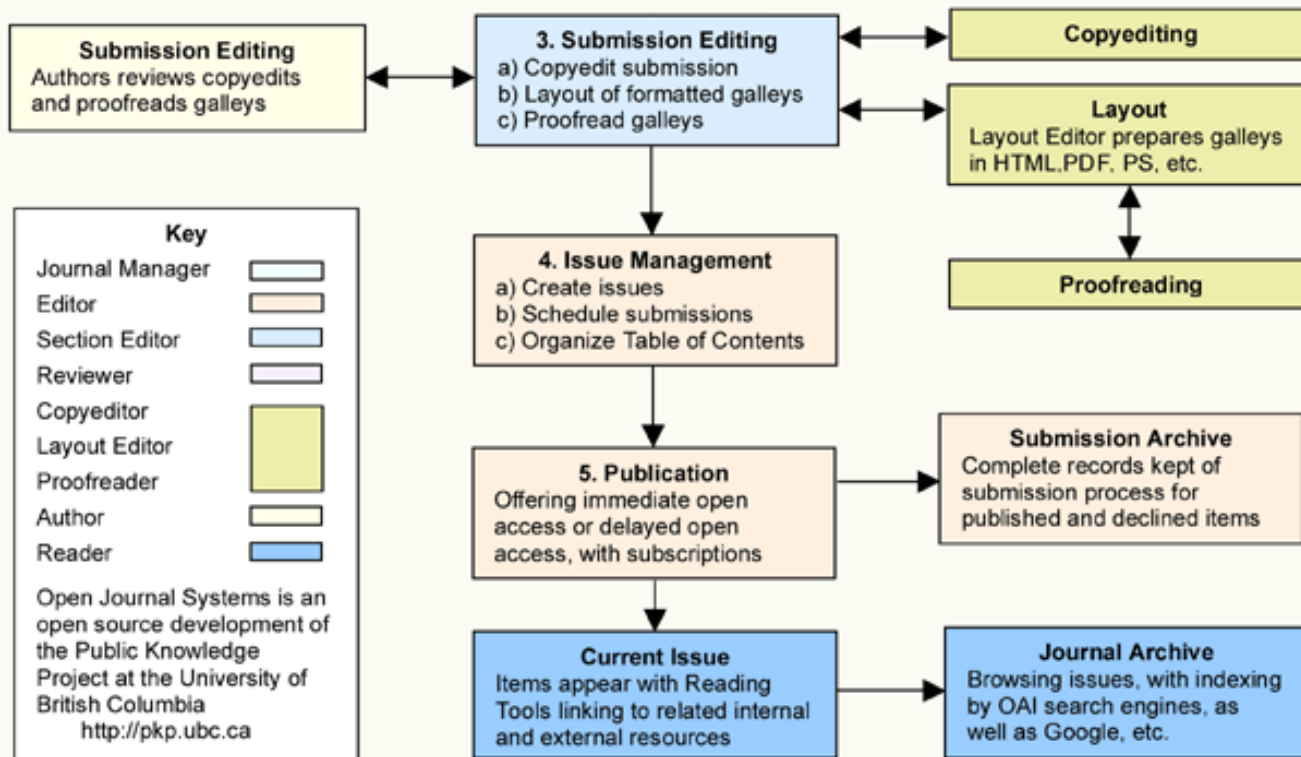 Submission Editing
Authors reviews copyedits
and proofreads galleys
3. Submission Editing
a) Copyedit submission
b) Layout of formatted galleys
c) Proofread galleys
Copyediting
Layout
Layout Editor prepares galleys
in HTML,PDF, PS, etc.
Proofreading
Key
Journal Manager
Editor
Section Editor
Reviewer
Copyeditor
Layout Editor
Proofreader
Author
Reader
Open Journal Systems is an
open source development of
the Public Knowledge
Project at the University of
British Columbia
http://pkp.ubc.ca
4. Issue Management
a) Create issues
b) Schedule submissions
c) Organize Table of Contents
5. Publication
Offering immediate open
access or delayed open
access, with subscriptions
Submission Archive
Complete records kept of
submission process for
published and declined items
Current Issue
Items appear with Reading
Tools linking to related internal
and external resources
Journal Archive
Browsing issues, with indexing
by OAI search engines, as
well as Google, etc.